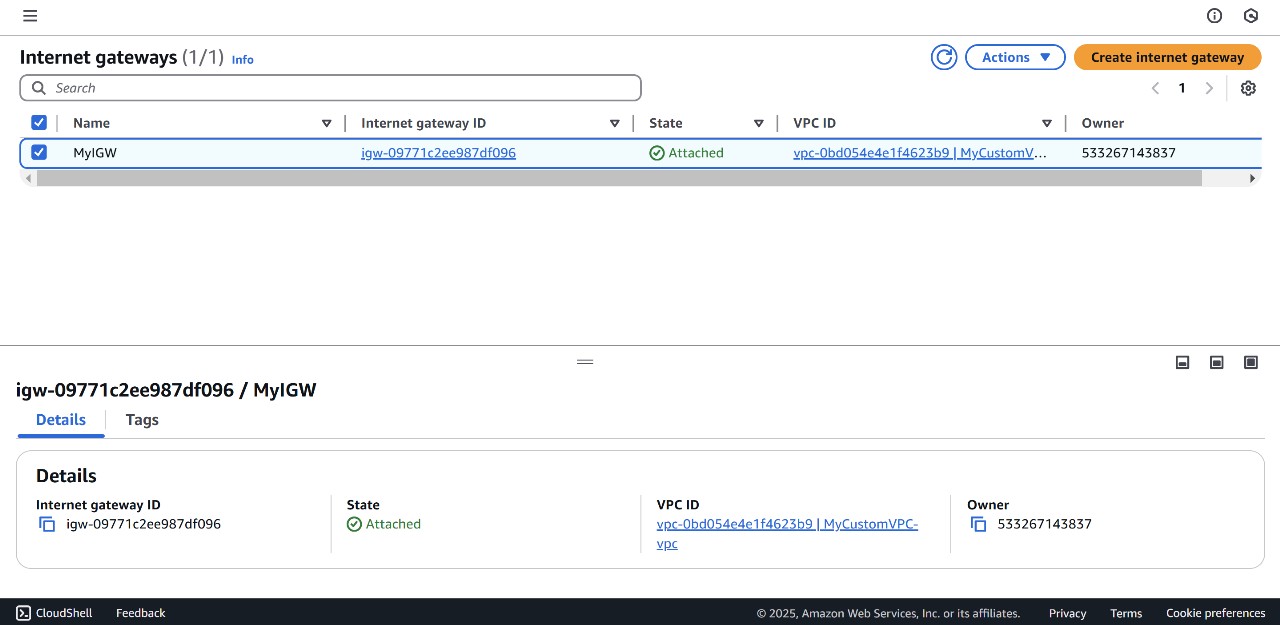 Internet gateways (1/1) Info
Actions
Create internet gateway
Search
1
Name
Internet gateway ID
State
VPC ID
Owner
MyIGW
igw-09771c2ee987df096
Attached
vpc-0bd054e4e1f4623b9 | MyCustomV...
533267143837
igw-09771c2ee987df096 / MyIGW
Details
Tags
Details
Internet gateway ID
igw-09771c2ee987df096
State
Attached
VPC ID
vpc-0bd054e4e1f4623b9 | MyCustomVPC-
vpc
Owner
533267143837
CloudShell
Feedback
© 2025, Amazon Web Services, Inc. or its affiliates.
Privacy
Terms
Cookie preferences